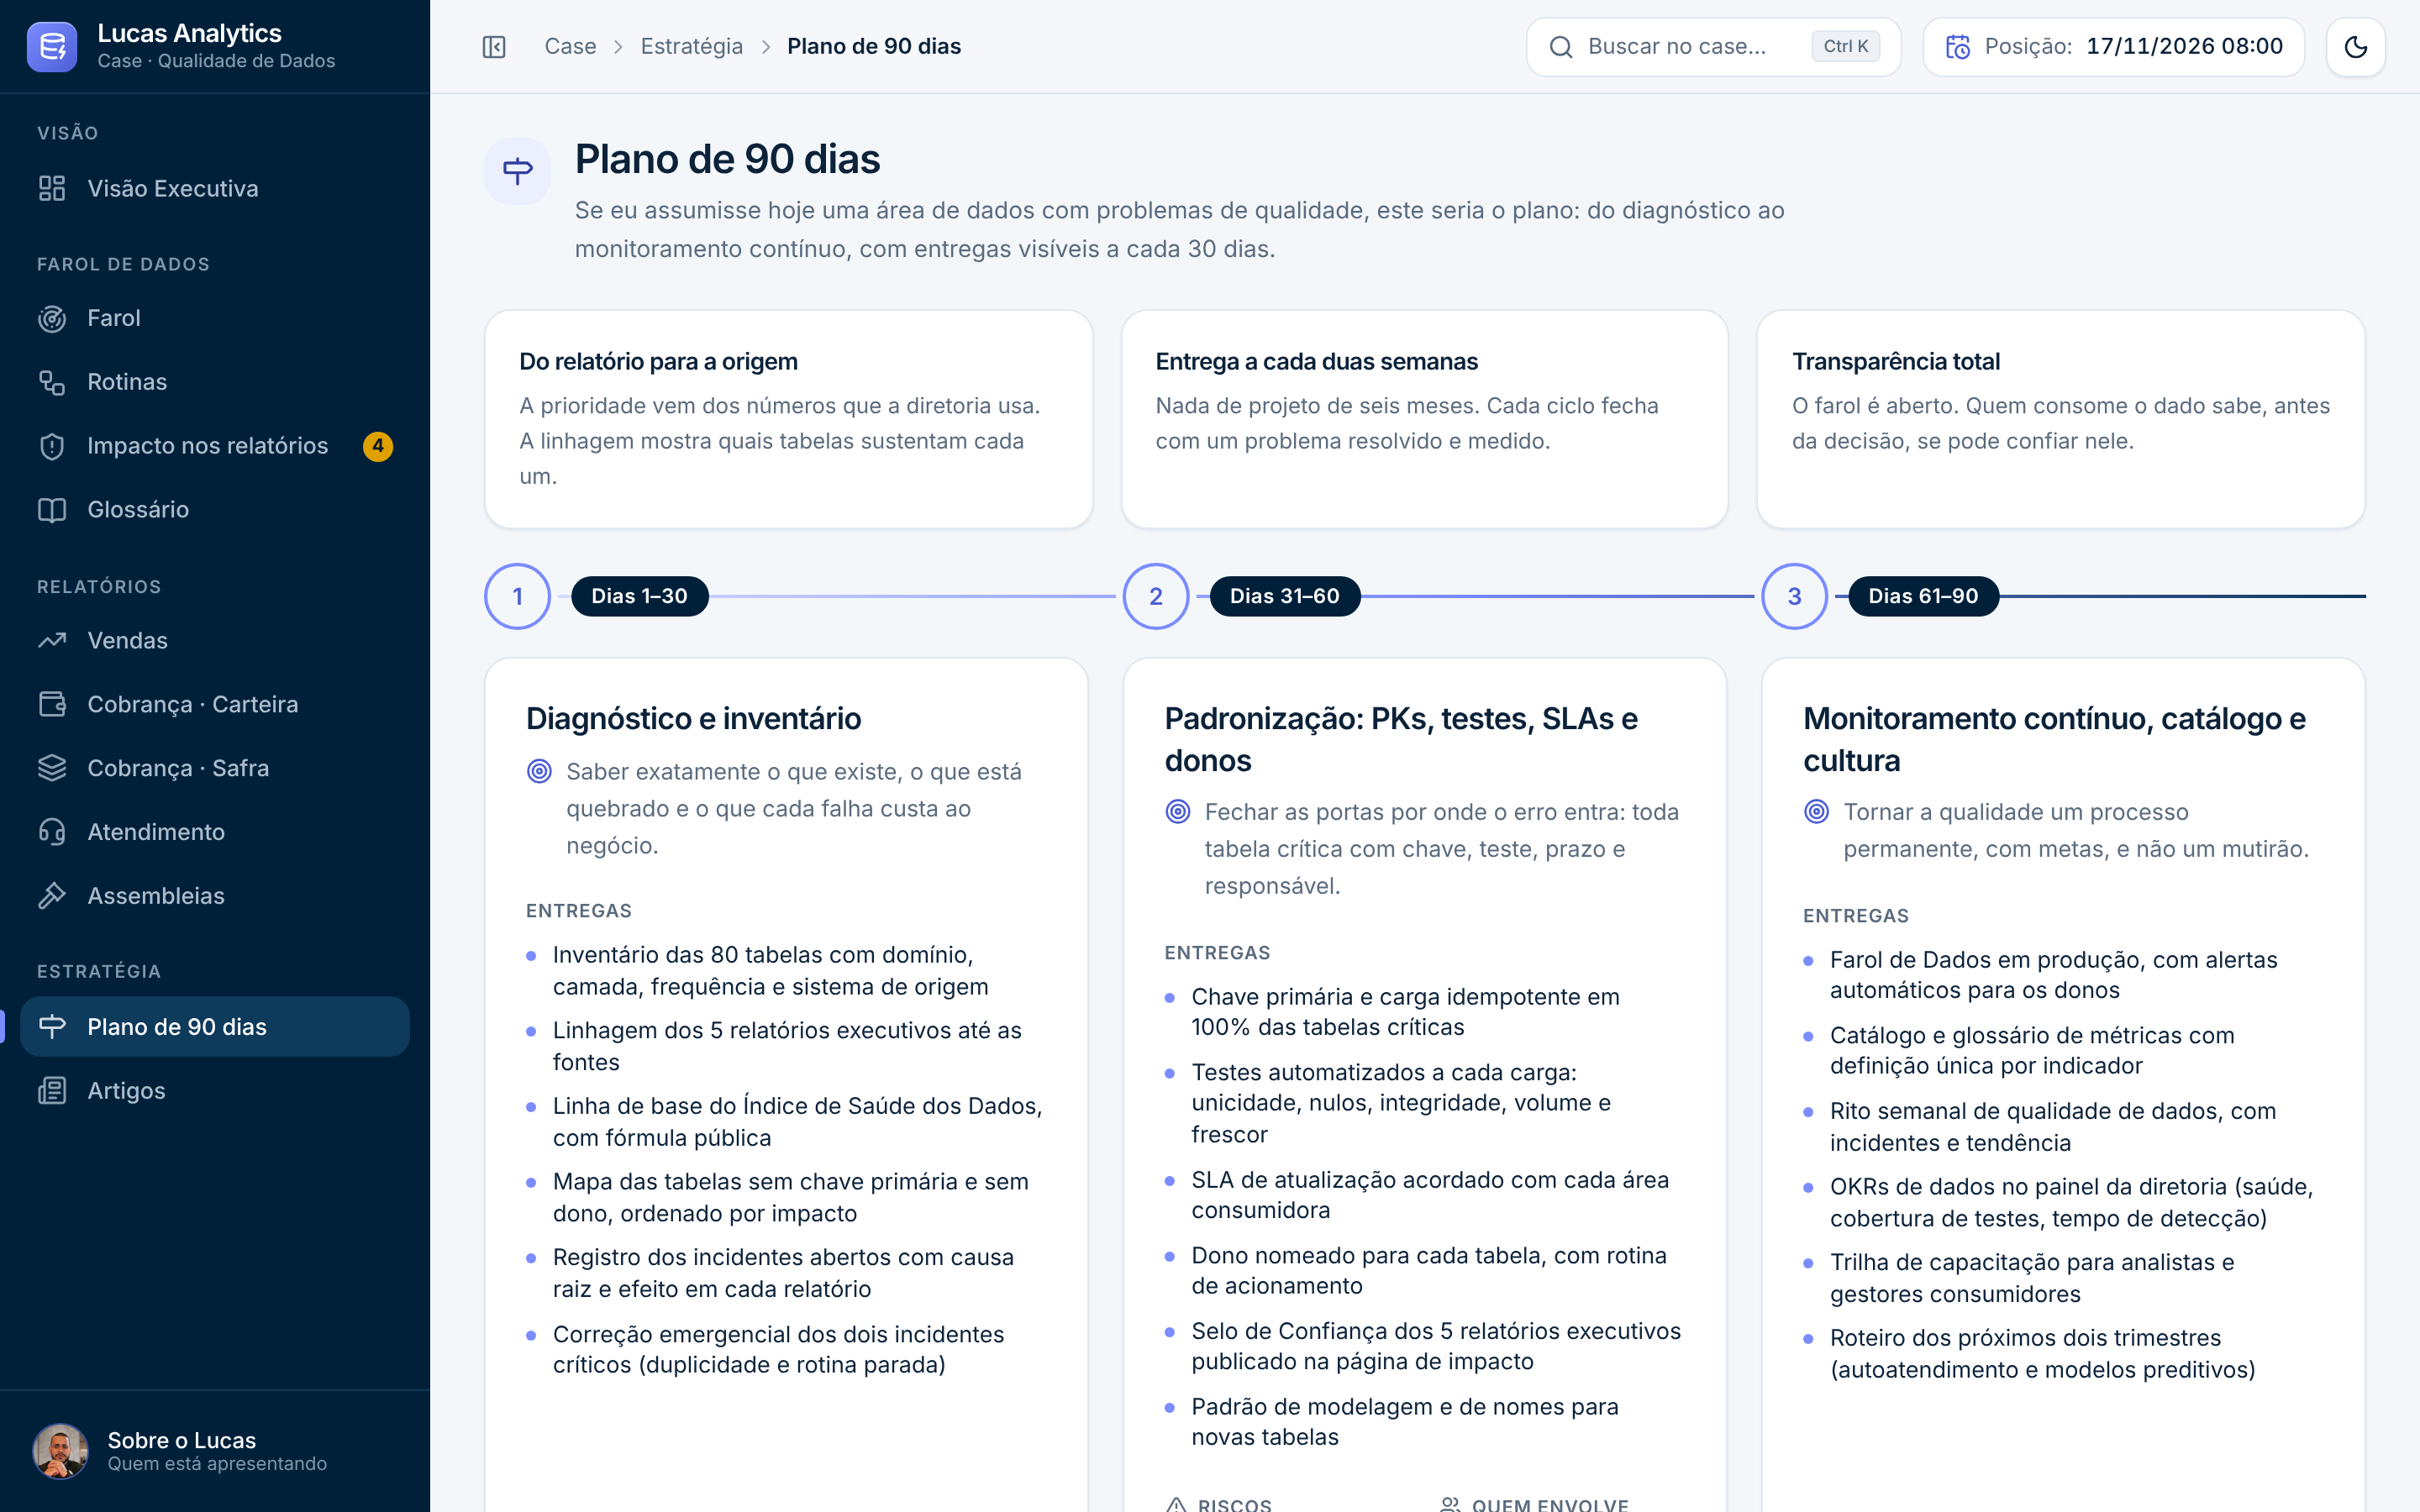 Lucas Analytics
Case · Qualidade de Dados
VISÃO
Visão Executiva
FAROL DE DADOS
Farol
Rotinas
Impacto nos relatórios
4
Glossário
RELATÓRIOS
Vendas
Cobrança · Carteira
Cobrança · Safra
Atendimento
Assembleias
ESTRATÉGIA
Plano de 90 dias
Artigos
Sobre o Lucas
Quem está apresentando
Case
Estratégia
Plano de 90 dias
Buscar no case...
Ctrl K
Posição: 17/11/2026 08:00
Plano de 90 dias
Se eu assumisse hoje uma área de dados com problemas de qualidade, este seria o plano: do diagnóstico ao
monitoramento contínuo, com entregas visíveis a cada 30 dias.
Do relatório para a origem
A prioridade vem dos números que a diretoria usa.
A linhagem mostra quais tabelas sustentam cada
um.
Entrega a cada duas semanas
Nada de projeto de seis meses. Cada ciclo fecha
com um problema resolvido e medido.
Transparência total
O farol é aberto. Quem consome o dado sabe, antes
da decisão, se pode confiar nele.
1
Dias 1–30
2
Dias 31–60
3
Dias 61–90
Diagnóstico e inventário
Saber exatamente o que existe, o que está
quebrado e o que cada falha custa ao
negócio.
ENTREGAS
Inventário das 80 tabelas com domínio,
camada, frequência e sistema de origem
Linhagem dos 5 relatórios executivos até as
fontes
Linha de base do Índice de Saúde dos Dados,
com fórmula pública
Mapa das tabelas sem chave primária e sem
dono, ordenado por impacto
Registro dos incidentes abertos com causa
raiz e efeito em cada relatório
Correção emergencial dos dois incidentes
críticos (duplicidade e rotina parada)
Padronização: PKs, testes, SLAs e
donos
Fechar as portas por onde o erro entra: toda
tabela crítica com chave, teste, prazo e
responsável.
ENTREGAS
Chave primária e carga idempotente em
100% das tabelas críticas
Testes automatizados a cada carga:
unicidade, nulos, integridade, volume e
frescor
SLA de atualização acordado com cada área
consumidora
Dono nomeado para cada tabela, com rotina
de acionamento
Selo de Confiança dos 5 relatórios executivos
publicado na página de impacto
Padrão de modelagem e de nomes para
novas tabelas
RISCOS
QUEM ENVOLVE
Monitoramento contínuo, catálogo e
cultura
Tornar a qualidade um processo
permanente, com metas, e não um mutirão.
ENTREGAS
Farol de Dados em produção, com alertas
automáticos para os donos
Catálogo e glossário de métricas com
definição única por indicador
Rito semanal de qualidade de dados, com
incidentes e tendência
OKRs de dados no painel da diretoria (saúde,
cobertura de testes, tempo de detecção)
Trilha de capacitação para analistas e
gestores consumidores
Roteiro dos próximos dois trimestres
(autoatendimento e modelos preditivos)